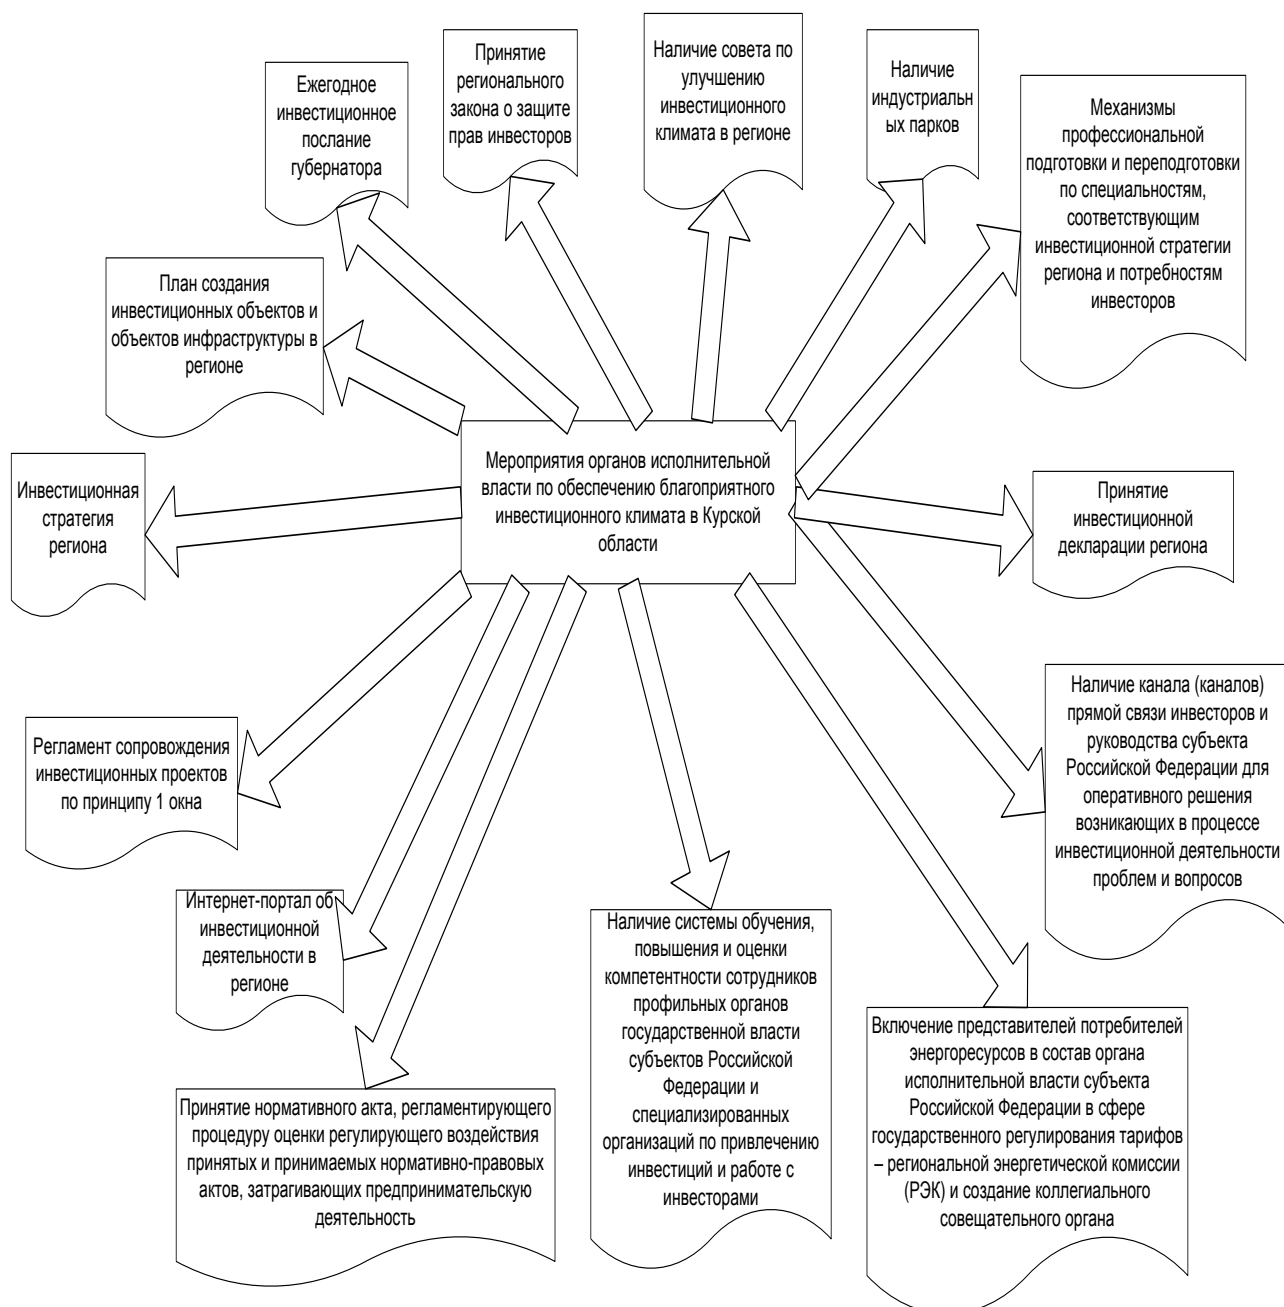 Ежегодное
инвестиционное
послание
губернатора
Принятие
регионального
закона о защите
прав инвесторов
Наличие совета по
улучшению
инвестиционного
климата в регионе
Наличие
индустриальн
ых парков
Механизмы
профессиональной
подготовки и переподготовки
по специальностям,
соответствующим
инвестиционной стратегии
региона и потребностям
инвесторов
План создания
инвестиционных объектов и
объектов инфраструктуры в
регионе
Инвестиционная
стратегия
региона
Мероприятия органов исполнительной
власти по обеспечению благоприятного
инвестиционного климата в Курской
области
Принятие
инвестиционной
декларации региона
Регламент сопровождения
инвестиционных проектов
по принципу 1 окна
Наличие канала (каналов)
прямой связи инвесторов и
руководства субъекта
Российской Федерации для
оперативного решения
возникающих в процессе
инвестиционной деятельности
проблем и вопросов
Интернет-портал об
инвестиционной
деятельности в
регионе
Принятие нормативного акта, регламентирующего
процедуру оценки регулирующего воздействия
принятых и принимаемых нормативно-правовых
актов, затрагивающих предпринимательскую
деятельность
Наличие системы обучения,
повышения и оценки
компетентности сотрудников
профильных органов
государственной власти
субъектов Российской
Федерации и
специализированных
организаций по привлечению
инвестиций и работе с
инвесторами
Включение представителей потребителей
энергоресурсов в состав органа
исполнительной власти субъекта
Российской Федерации в сфере
государственного регулирования тарифов
– региональной энергетической комиссии
(РЭК) и создание коллегиального
совещательного органа